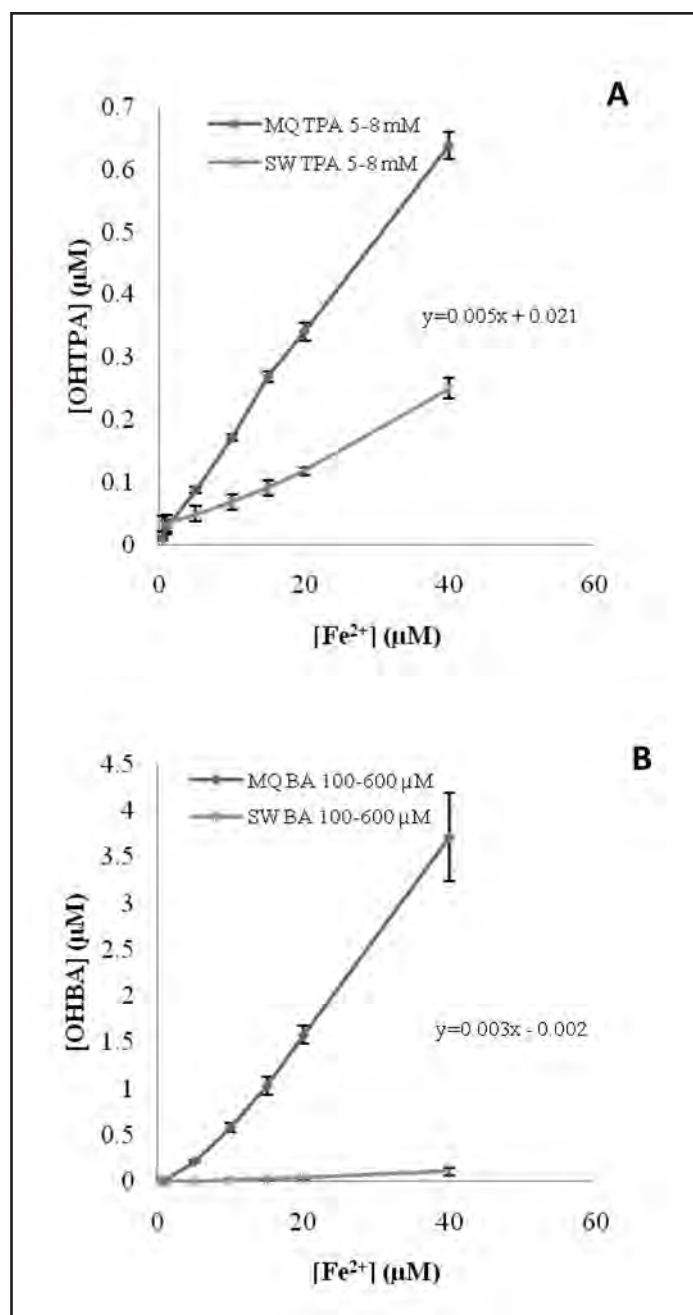 A
0.7
MQ TPA 5-8 mM
0.6
SW TPA 5-8 mM
0.5
0.4
y=0.005x + 0.021
0.3
0.2
0.1
0
0 20 40 60
[OHTPA] (µM)
[Fe²⁺] (µM)
B
4.5
MQ BA 100-600 µM
4
SW BA 100-600 µM
3.5
3
2.5
2
y=0.003x - 0.002
1.5
1
0.5
0
0 20 40 60
[OHBA] (µM)
[Fe²⁺] (µM)